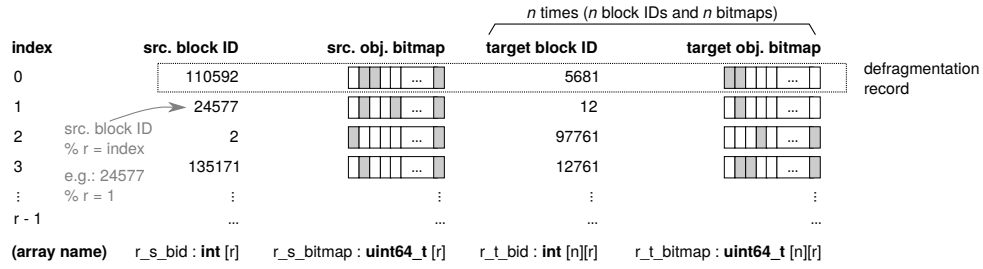 n times (n block IDs and n bitmaps)
index src. block ID src. obj. bitmap target block ID target obj. bitmap
0 110592 ... 5681 ... defragmentation
record
1 24577 ... 12 ...
src. block ID
% r = index
2 2 ... 97761 ...
3 135171 ... 12761 ...
e.g.: 24577
% r = 1
⋮ ⋮ ⋮ ⋮ ⋮
r - 1 ... ... ... ...
(array name) r_s_bid : int [r] r_s_bitmap : uint64_t [r] r_t_bid : int [n][r] r_t_bitmap : uint64_t [n][r]